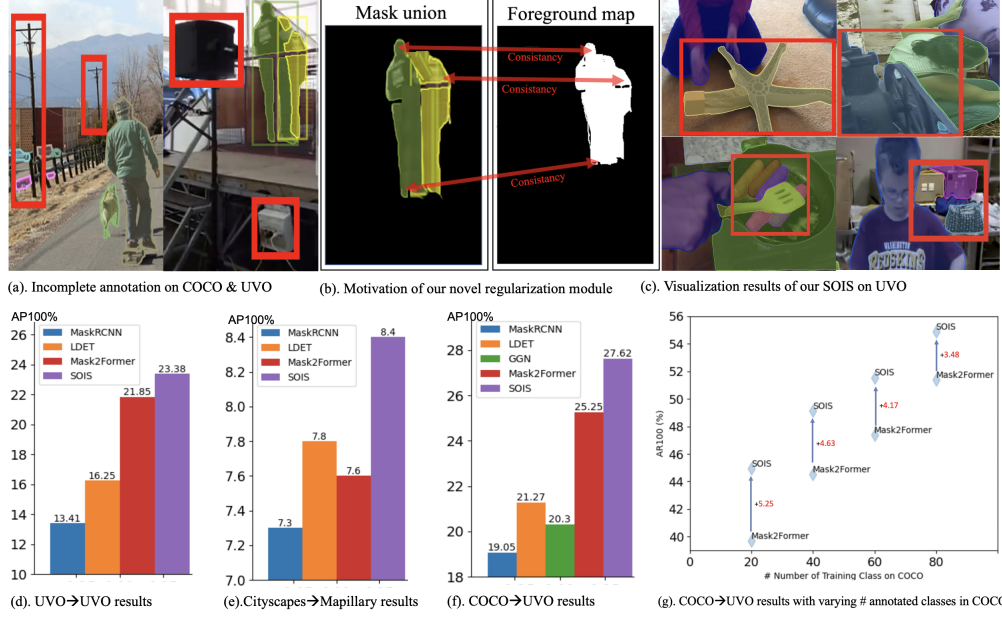 Mask union
Foreground map
Consistancy
Consistancy
Consistancy
WASHINGTON
REDSKINS
(a). Incomplete annotation on COCO & UVO
(b). Motivation of our novel regularization module
(c). Visualization results of our SOIS on UVO
AP100%
26
24
22
20
18
16
14
12
10
MaskRCNN
LDET
Mask2Former
SOIS
13.41
16.25
21.85
23.38
(d). UVO→UVO results
AP100%
8.4
8.2
8.0
7.8
7.6
7.4
7.2
7.0
MaskRCNN
LDET
Mask2Former
SOIS
7.3
7.8
7.6
8.4
(e).Cityscapes→Mapillary results
AP100%
28
26
24
22
20
18
MaskRCNN
LDET
GGN
Mask2Former
SOIS
19.05
21.27
20.3
25.25
27.62
(f). COCO→UVO results
AR100 (%)
56
54
52
50
48
46
44
42
40
SOIS
+3.48
Mask2Former
SOIS
+4.17
Mask2Former
SOIS
+4.63
Mask2Former
SOIS
+5.25
Mask2Former
0 20 40 60 80
# Number of Training Class on COCO
(g). COCO→UVO results with varying # annotated classes in COCO